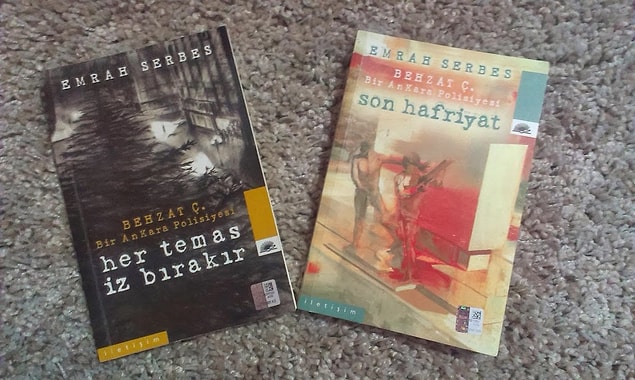 EMRAH SERBES
BEHZAT Ç.
Bir AnKara Polisiyesi
her temas
iz bırakır
iletişim
EMRAH SERBES
BEHZAT Ç.
Bir AnKara Polisiyesi
son hafriyat
iletişim